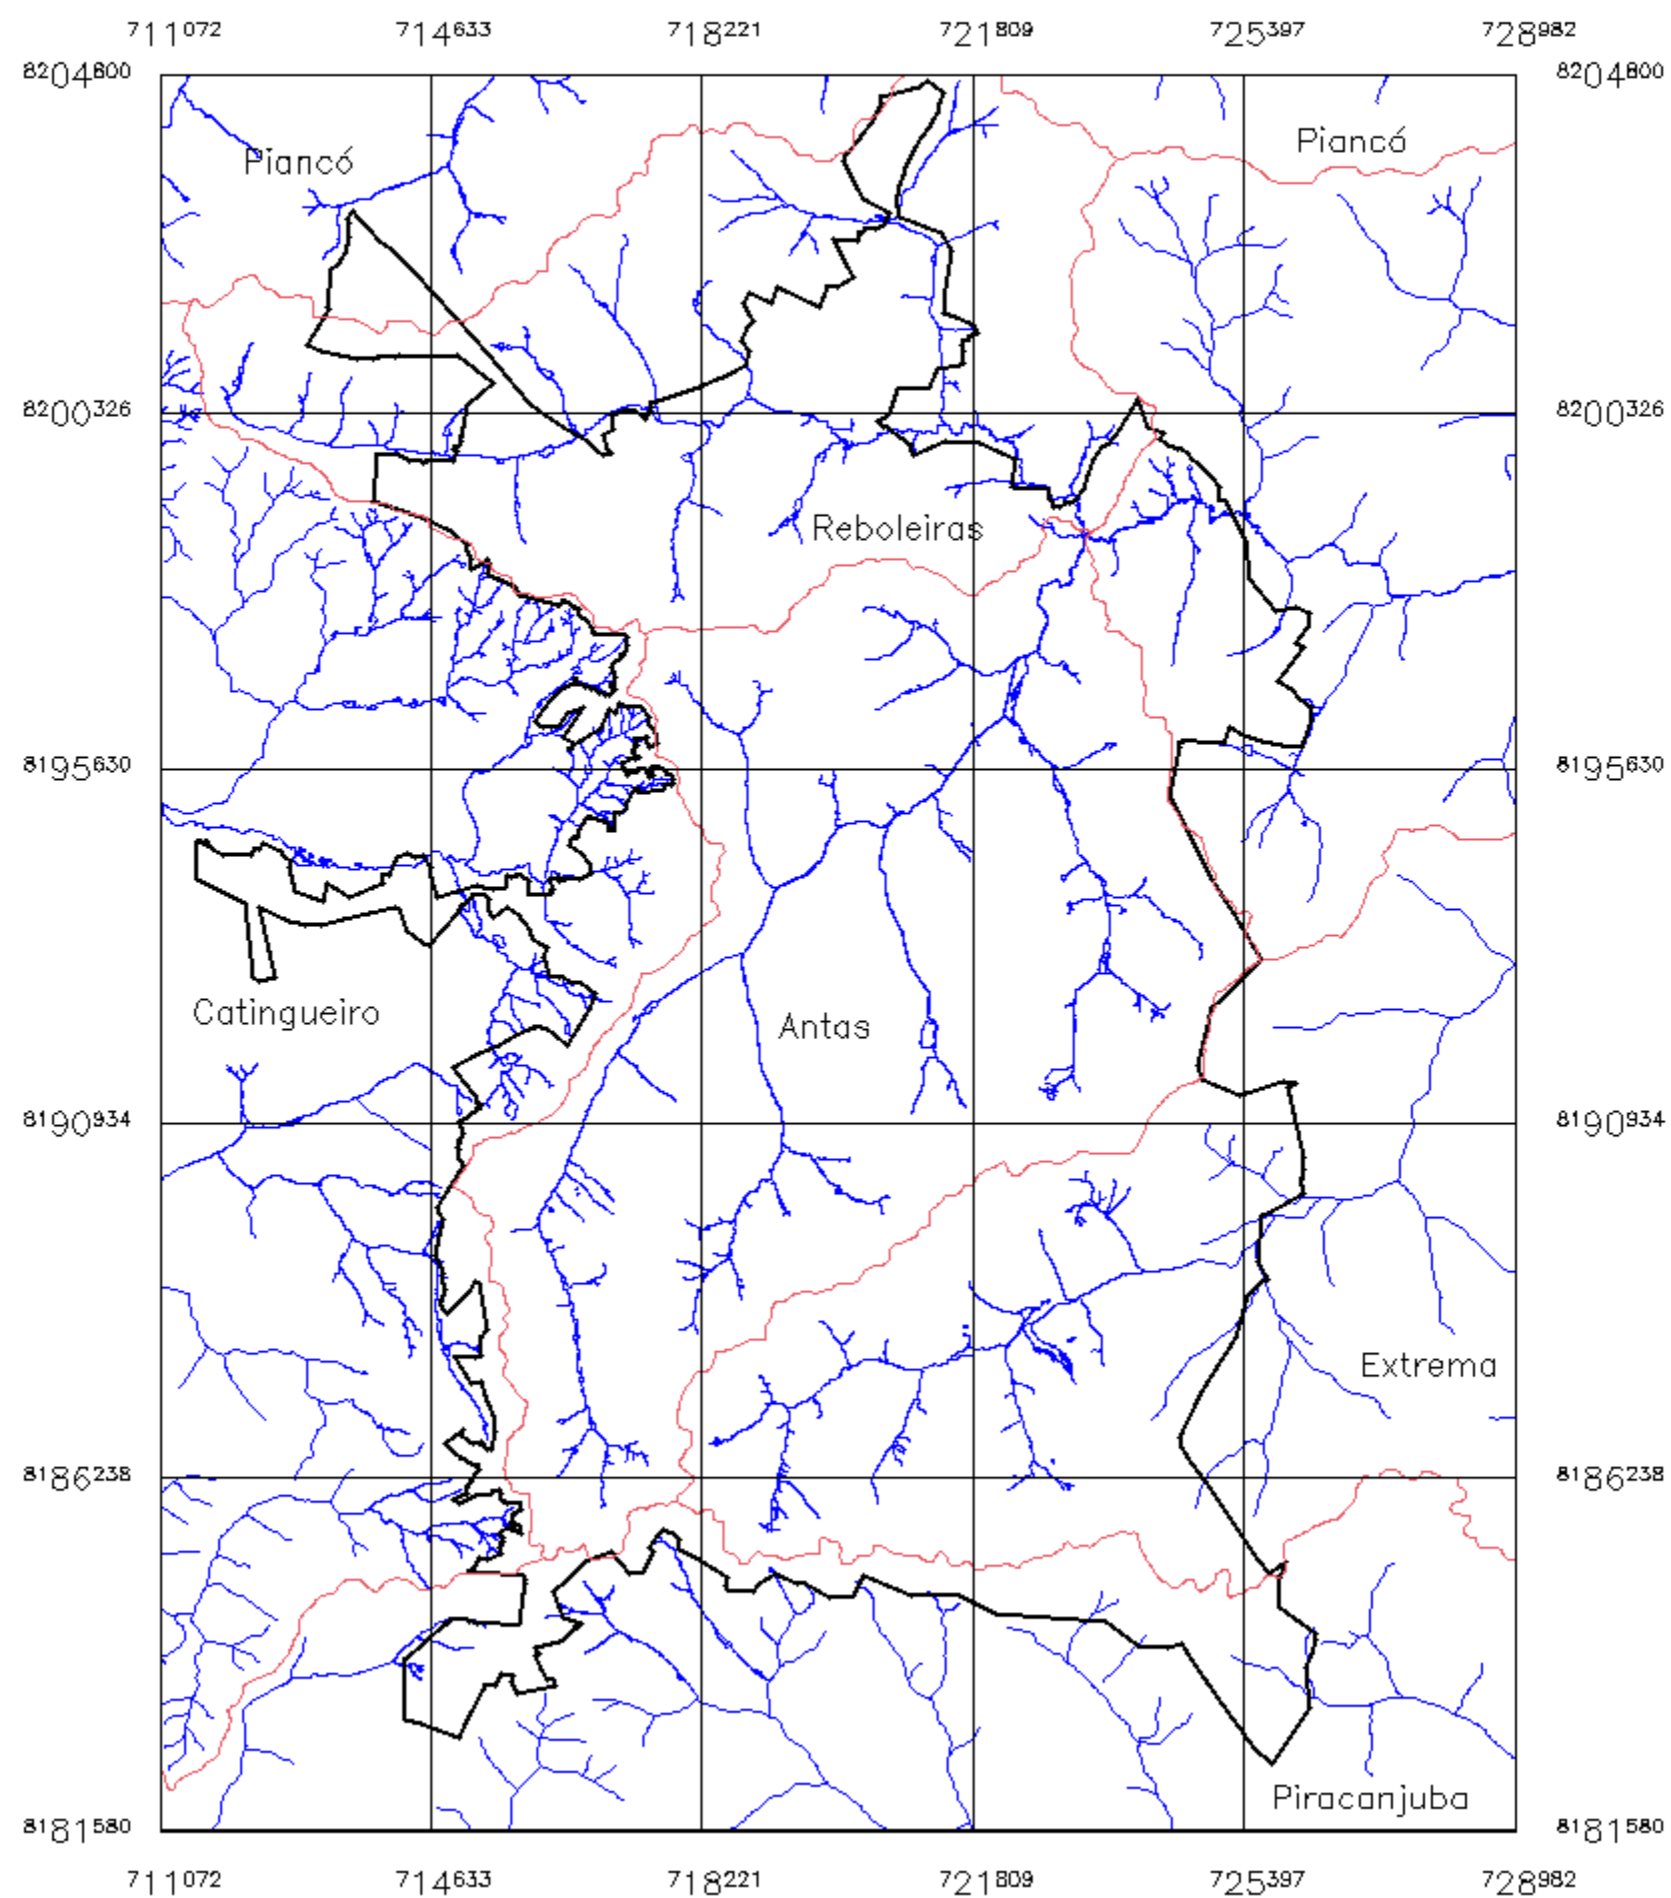 711072 714633 718221 721809 725397 728982
8204800 8204800
Piancó Piancó
8200326 8200326
Reboleiras
8195630 8195630
Catingueiro Antas
8190934 8190934
Extrema
8186238 8186238
Piracanjuba
8181580 8181580
711072 714633 718221 721809 725397 728982